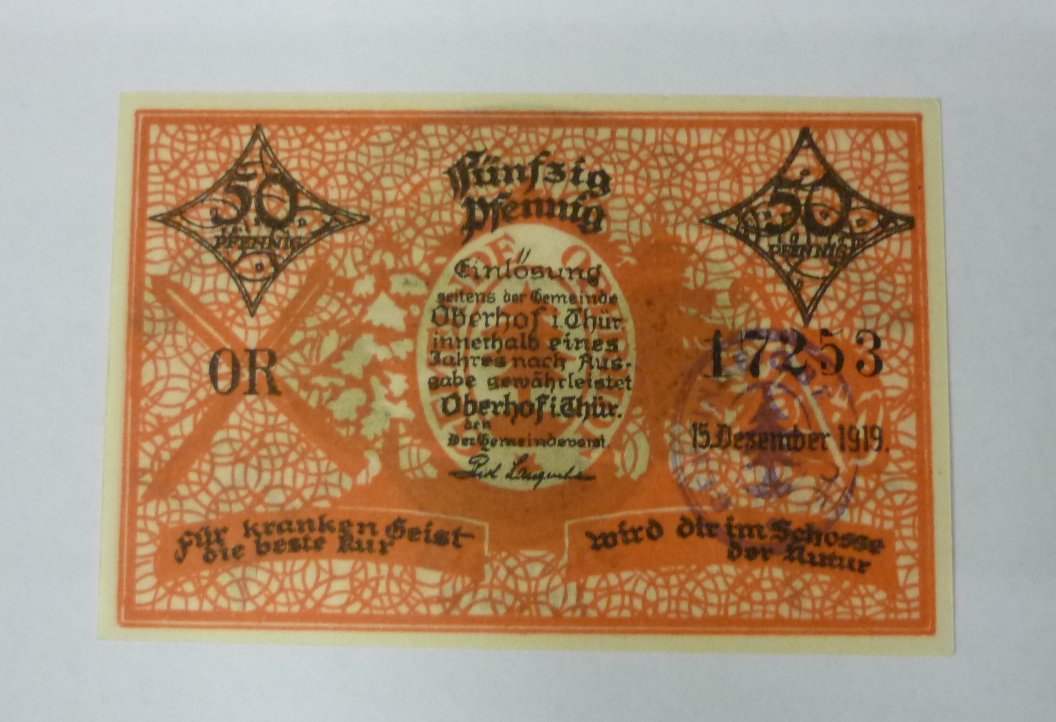 50
PFENNIG
Fünfzig
Pfennig
50
PFENNIG
Einlösung
seitens der Gemeinde
Oberhof i. Thür.
innerhalb eines
Jahres nach Aus-
gabe gewährleistet
Oberhof i. Thür.
den
Der Gemeindevorst.
OR
17253
15. Dezember 1919.
Für kranken Geist
die beste Kur
wird dir im Schosse
der Natur